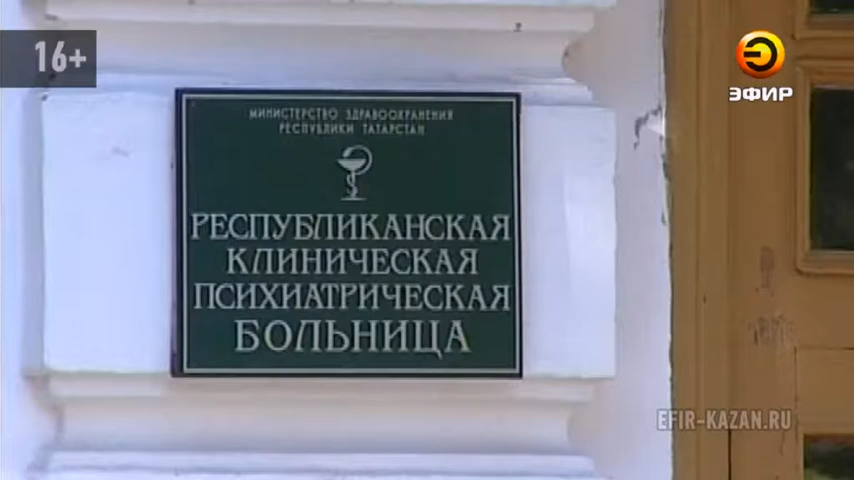 16+
ЭФИР
МИНИСТЕРСТВО ЗДРАВООХРАНЕНИЯ
РЕСПУБЛИКИ ТАТАРСТАН
РЕСПУБЛИКАНСКАЯ
КЛИНИЧЕСКАЯ
ПСИХИАТРИЧЕСКАЯ
БОЛЬНИЦА
EFIR-KAZAN.RU